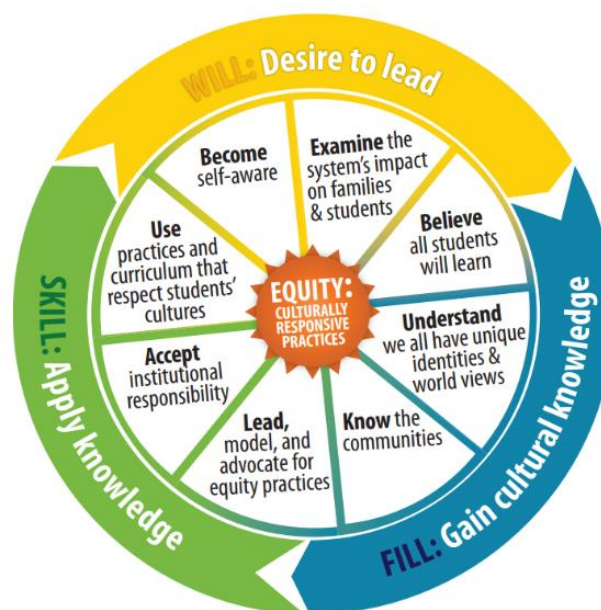 WILL: Desire to lead
Become
self-aware
Examine the
system's impact
on families
& students
Believe
all students
will learn
Understand
we all have unique
identities &
world views
Know the
communities
Lead,
model, and
advocate for
equity practices
Accept
institutional
responsibility
Use
practices and
curriculum that
respect students'
cultures
EQUITY:
CULTURALLY
RESPONSIVE
PRACTICES
FILL: Gain cultural knowledge
SKILL: Apply knowledge